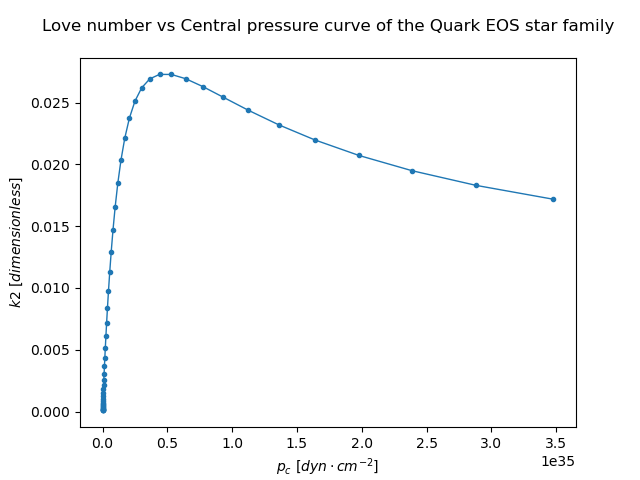 Love number vs Central pressure curve of the Quark EOS star family
k2 [dimensionless]
0.025
0.020
0.015
0.010
0.005
0.000
0.0 0.5 1.0 1.5 2.0 2.5 3.0 3.5
1e35
p_c [dyn · cm^{-2}]